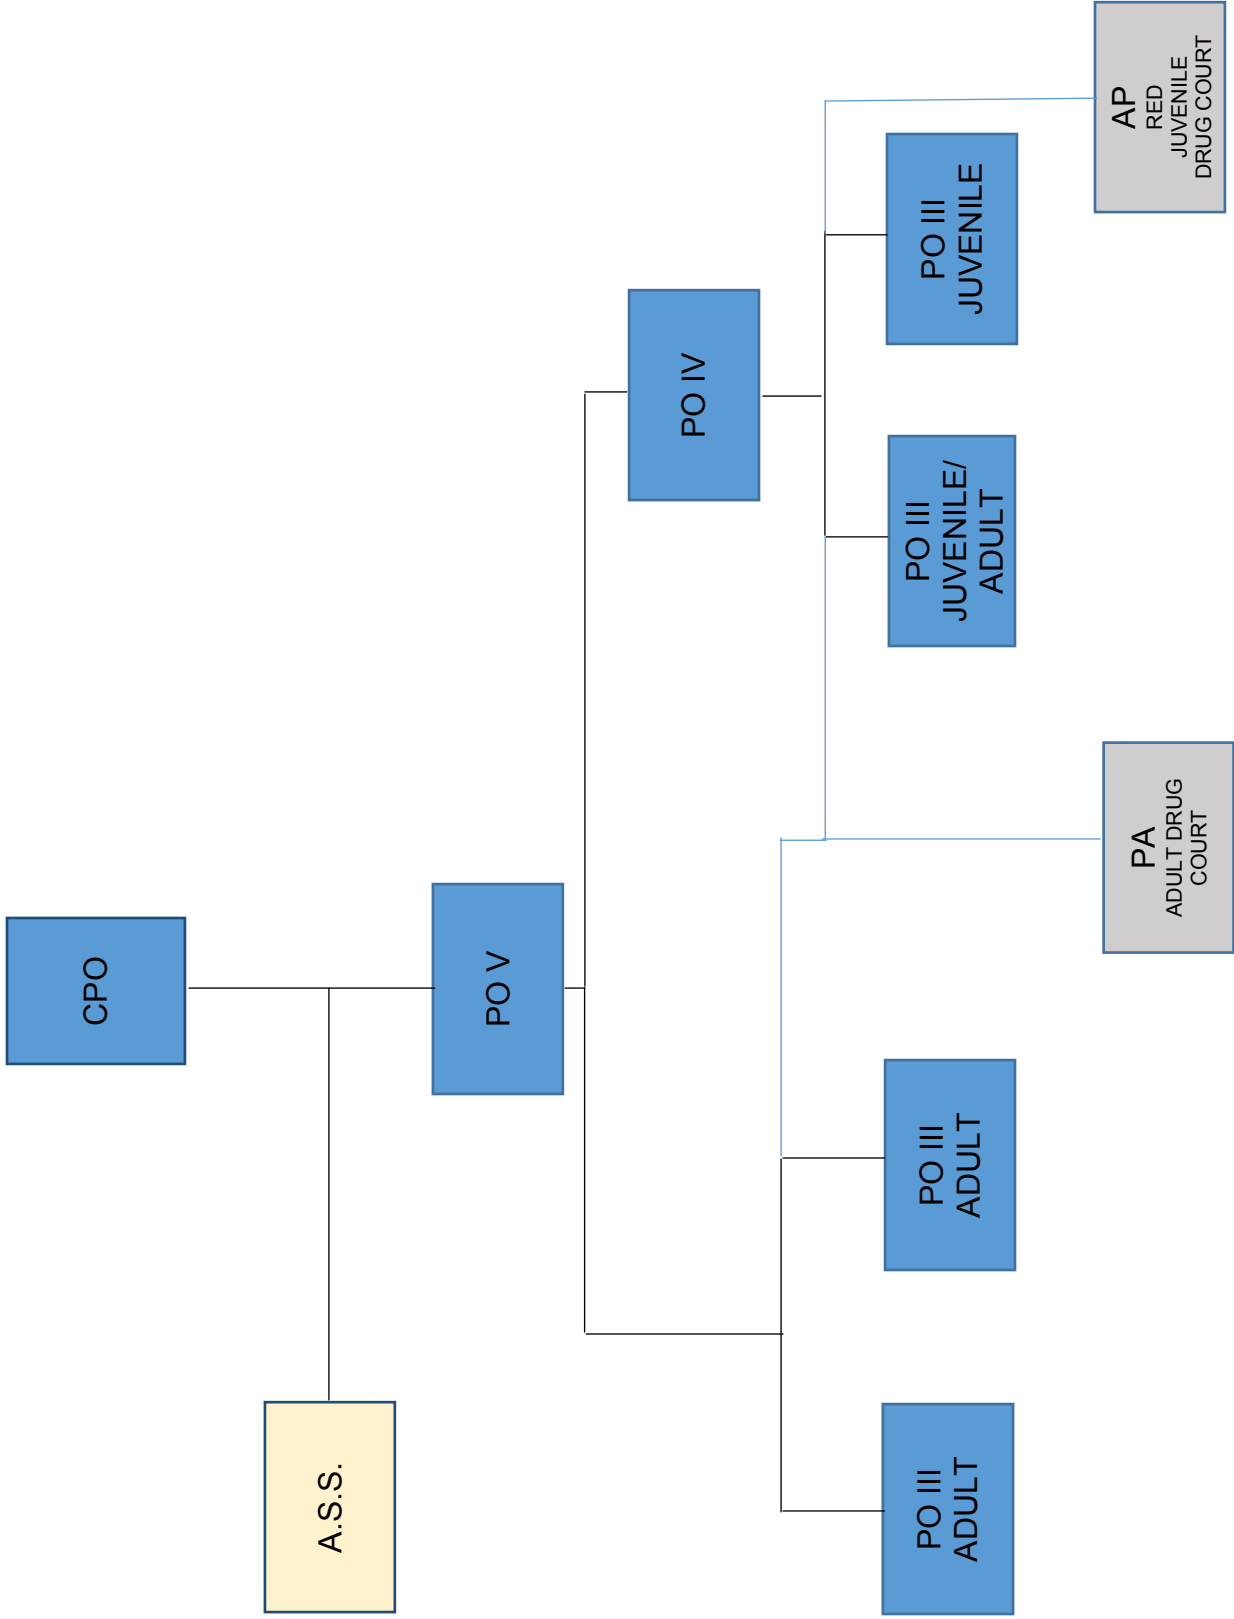 CPO
A.S.S.
PO V
PO IV
PO III
ADULT
PO III
ADULT
PO III
JUVENILE/
ADULT
PO III
JUVENILE
PA
ADULT DRUG
COURT
AP
RED
JUVENILE
DRUG COURT